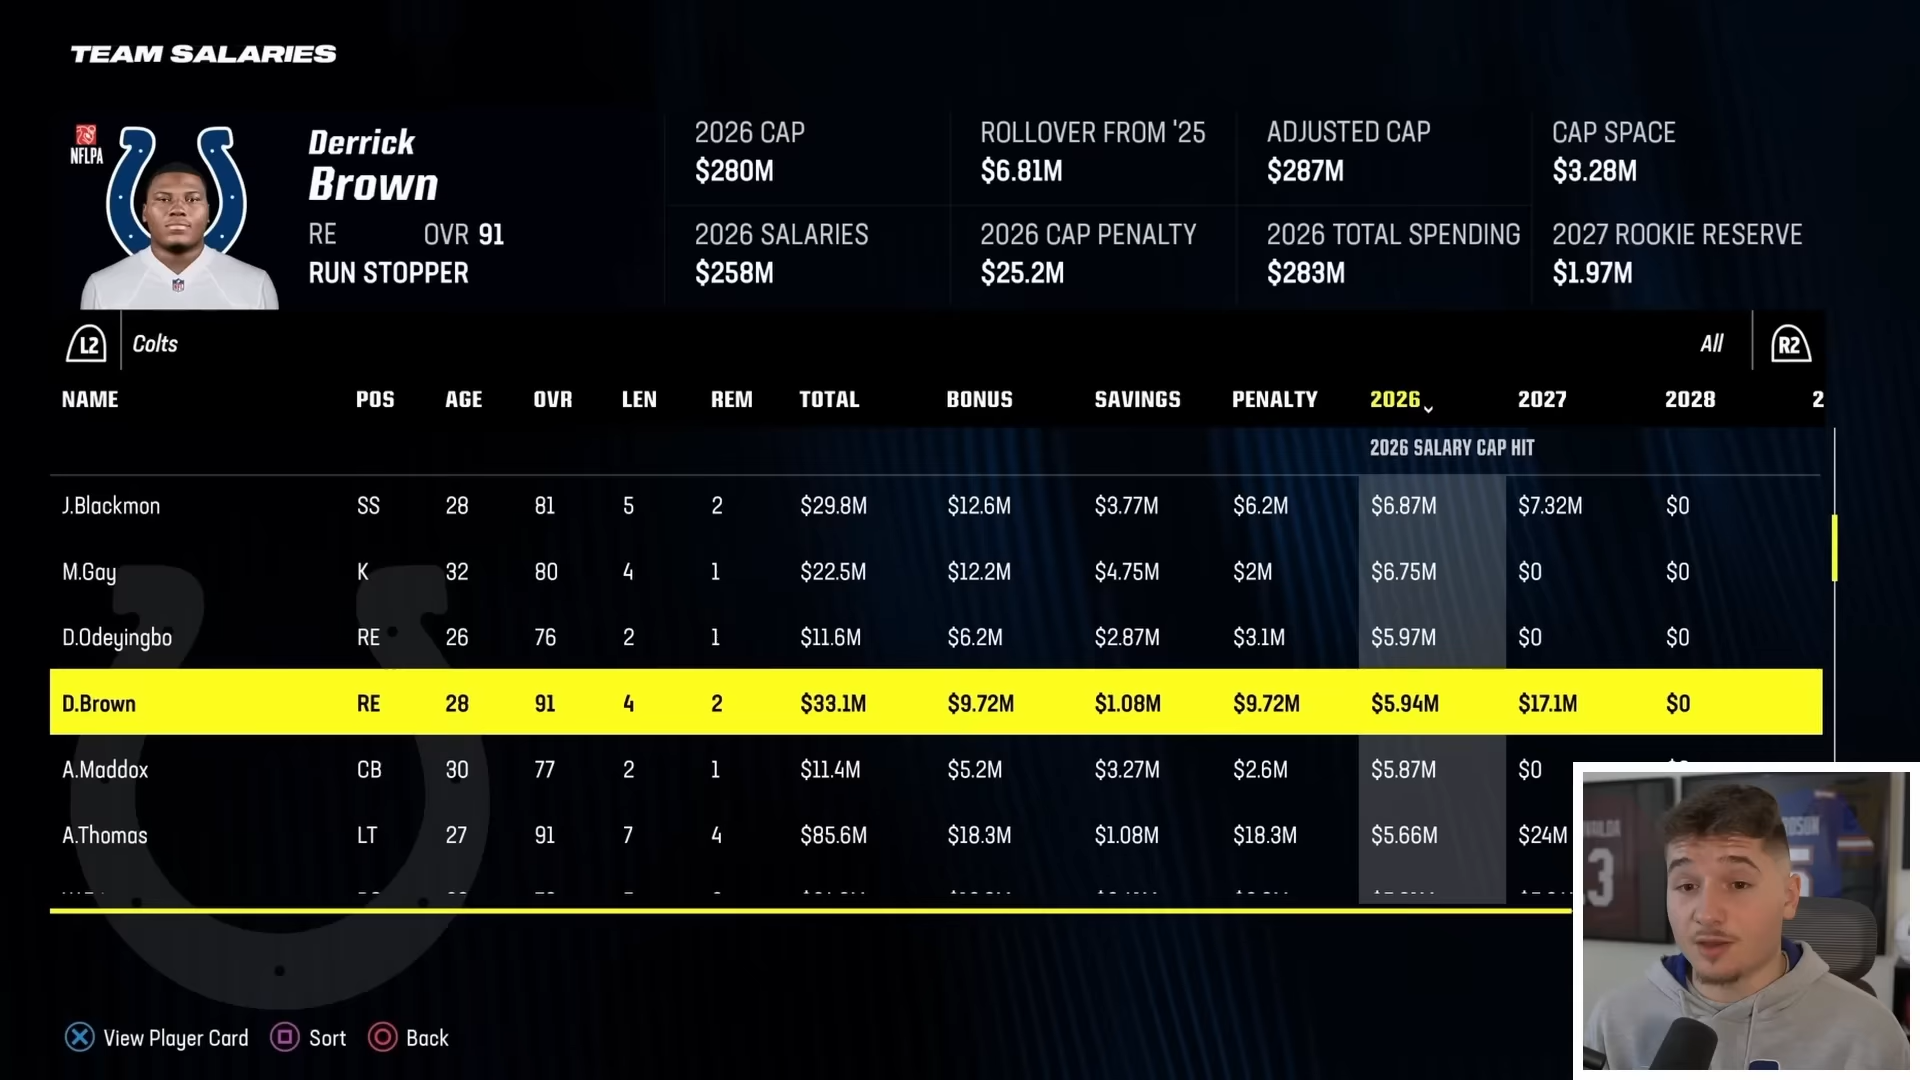 TEAM SALARIES
NFLPA
Derrick
Brown
RE OVR 91
RUN STOPPER
2026 CAP
$280M
ROLLOVER FROM '25
$6.81M
ADJUSTED CAP
$287M
CAP SPACE
$3.28M
2026 SALARIES
$258M
2026 CAP PENALTY
$25.2M
2026 TOTAL SPENDING
$283M
2027 ROOKIE RESERVE
$1.97M
L2 Colts All R2
NAME POS AGE OVR LEN REM TOTAL BONUS SAVINGS PENALTY 2026 2027 2028 2
2026 SALARY CAP HIT
J.Blackmon SS 28 81 5 2 $29.8M $12.6M $3.77M $6.2M $6.87M $7.32M $0
M.Gay K 32 80 4 1 $22.5M $12.2M $4.75M $2M $6.75M $0 $0
D.Odeyingbo RE 26 76 2 1 $11.6M $6.2M $2.87M $3.1M $5.97M $0 $0
D.Brown RE 28 91 4 2 $33.1M $9.72M $1.08M $9.72M $5.94M $17.1M $0
A.Maddox CB 30 77 2 1 $11.4M $5.2M $3.27M $2.6M $5.87M $0
A.Thomas LT 27 91 7 4 $85.6M $18.3M $1.08M $18.3M $5.66M $24M
View Player Card Sort Back